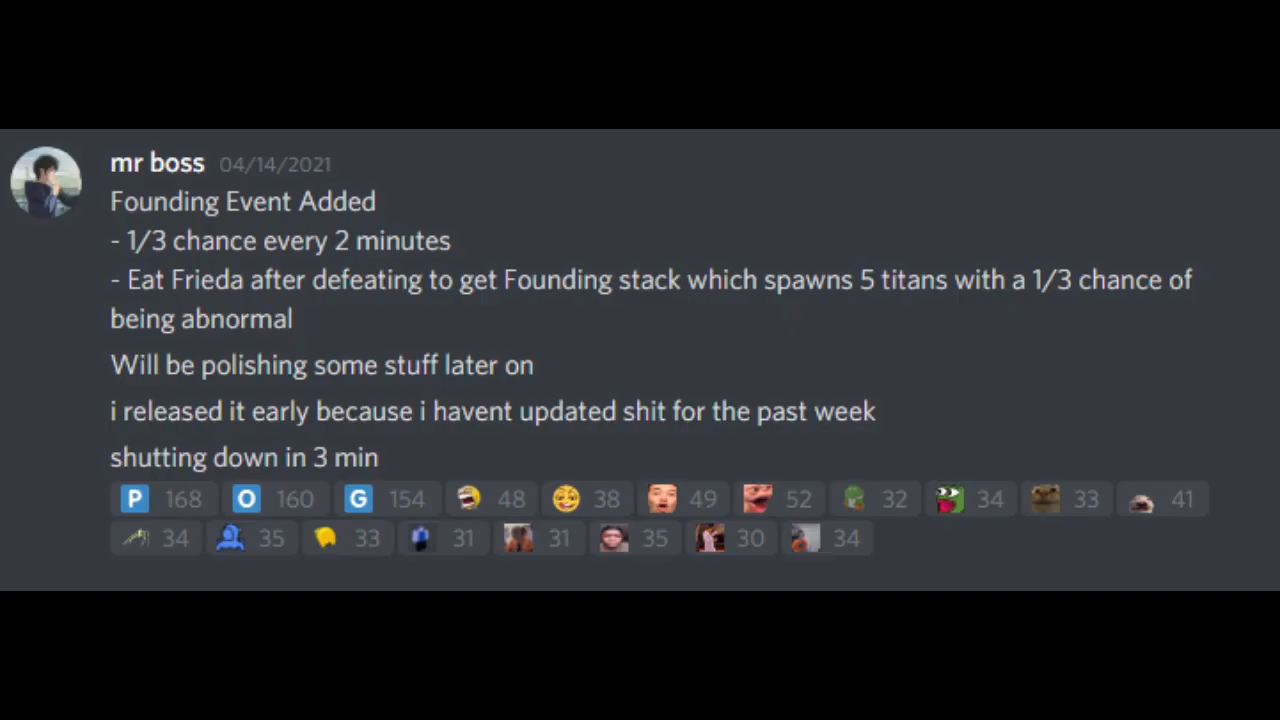 mr boss 04/14/2021
Founding Event Added
- 1/3 chance every 2 minutes
- Eat Frieda after defeating to get Founding stack which spawns 5 titans with a 1/3 chance of
being abnormal
Will be polishing some stuff later on
i released it early because i havent updated shit for the past week
shutting down in 3 min
P 168 O 160 G 154 48 38 49 52 32 34 33 41
34 35 33 31 31 35 30 34